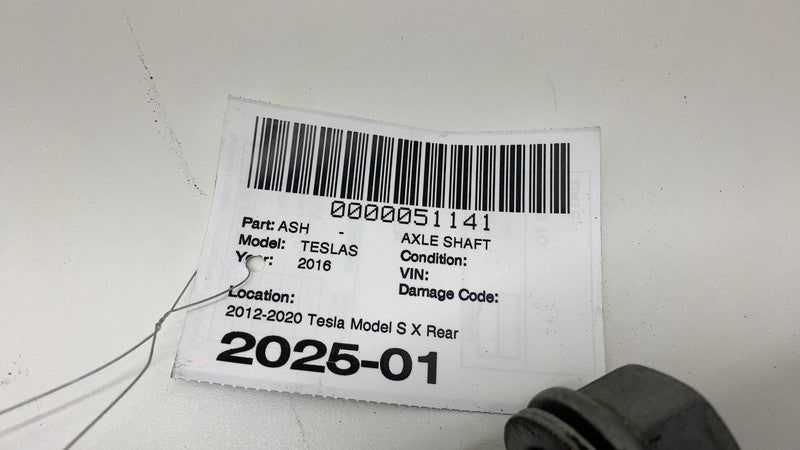 0000051141
Part: ASH - AXLE SHAFT
Model: TESLAS Condition:
Year: 2016 VIN:
Damage Code:
Location:
2012-2020 Tesla Model S X Rear
2025-01